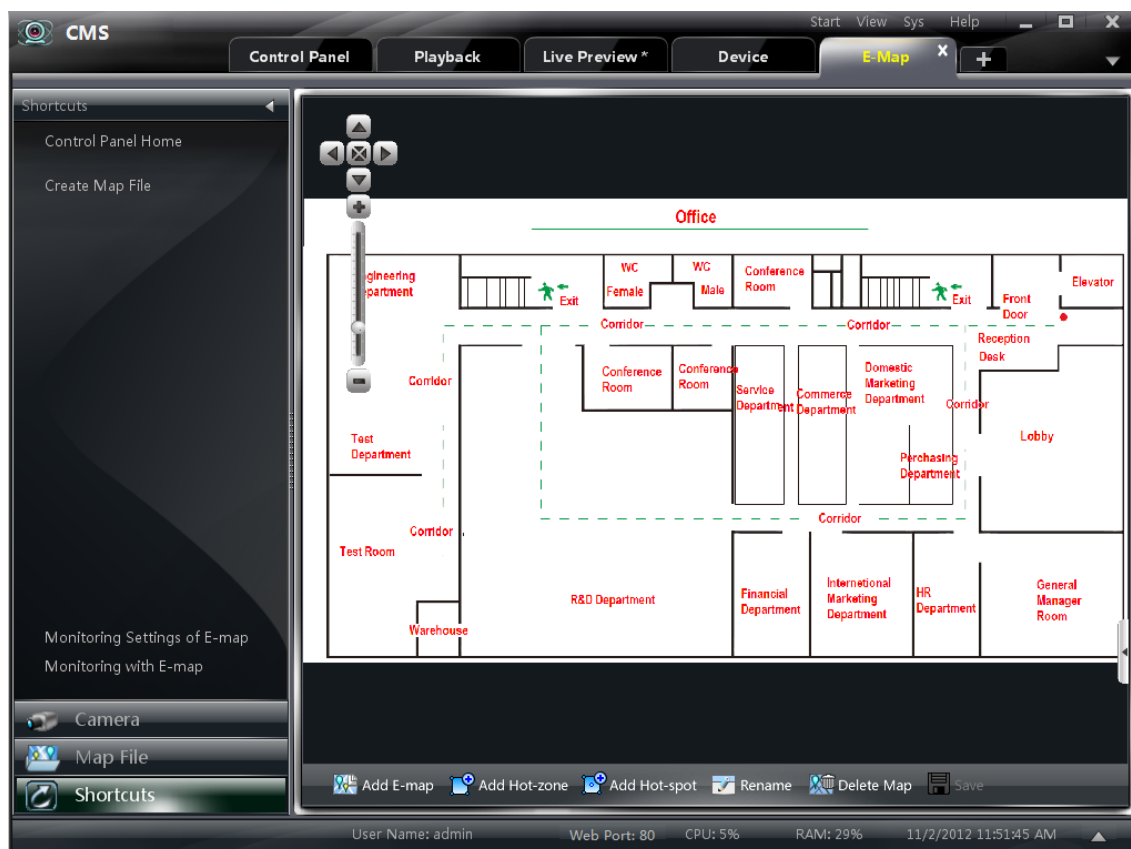 CMS
Start View Sys Help
Control Panel
Playback
Live Preview *
Device
E-Map
Shortcuts
Control Panel Home
Create Map File
Monitoring Settings of E-map
Monitoring with E-map
Camera
Map File
Shortcuts
Office
ngineering
epartment
Exit
WC
Female
WC
Male
Conference
Room
Exit
Front
Door
Elevator
Corridor
Corridor
Reception
Desk
Corridor
Conference
Room
Conference
Room
Service
Department
Commerce
Department
Domestic
Marketing
Department
Corridor
Lobby
Test
Department
Perchasing
Department
Corridor
Corridor
Test Room
Warehouse
R&D Department
Financial
Department
Internetional
Marketing
Department
HR
Department
General
Manager
Room
Add E-map
Add Hot-zone
Add Hot-spot
Rename
Delete Map
Save
User Name: admin
Web Port: 80
CPU: 5%
RAM: 29%
11/2/2012 11:51:45 AM